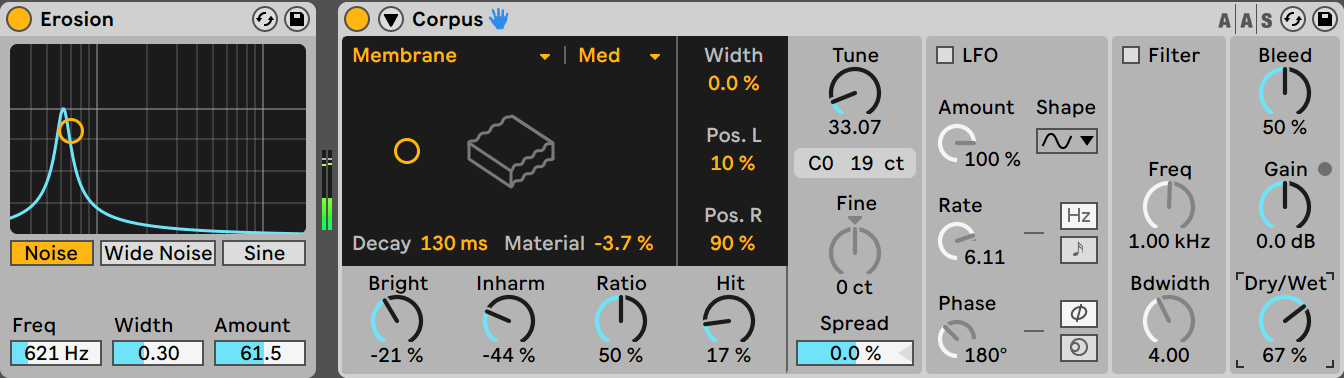 Erosion
Noise
Wide Noise
Sine
Freq
Width
Amount
621 Hz
0.30
61.5
Corpus
A|A|S
Membrane
Med
Width
0.0 %
Pos. L
10 %
Pos. R
90 %
Decay 130 ms Material -3.7 %
Bright
Inharm
Ratio
Hit
-21 %
-44 %
50 %
17 %
Tune
33.07
C0 19 ct
Fine
0 ct
Spread
0.0 %
LFO
Amount
Shape
100 %
Rate
Hz
6.11
Phase
180°
Filter
Freq
1.00 kHz
Bdwidth
4.00
Bleed
50 %
Gain
0.0 dB
Dry/Wet
67 %